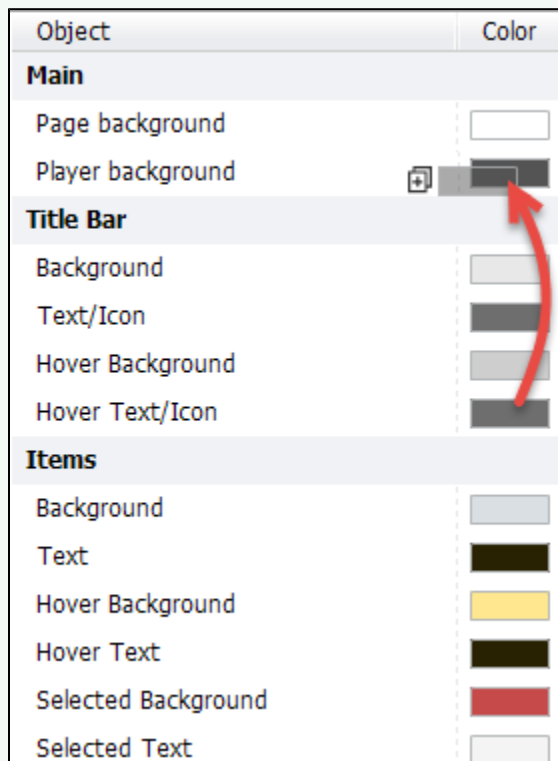 Object Color
Main
Page background
Player background
Title Bar
Background
Text/Icon
Hover Background
Hover Text/Icon
Items
Background
Text
Hover Background
Hover Text
Selected Background
Selected Text